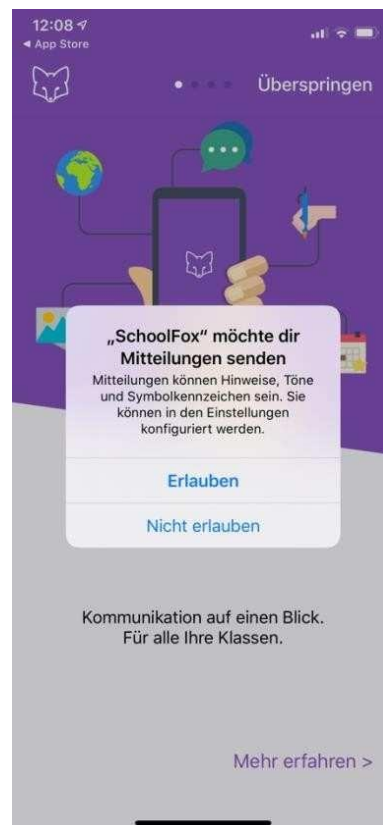 12:08
◀ App Store
Überspringen
„SchoolFox“ möchte dir
Mitteilungen senden
Mitteilungen können Hinweise, Töne
und Symbolkennzeichen sein. Sie
können in den Einstellungen
konfiguriert werden.
Erlauben
Nicht erlauben
Kommunikation auf einen Blick.
Für alle Ihre Klassen.
Mehr erfahren >